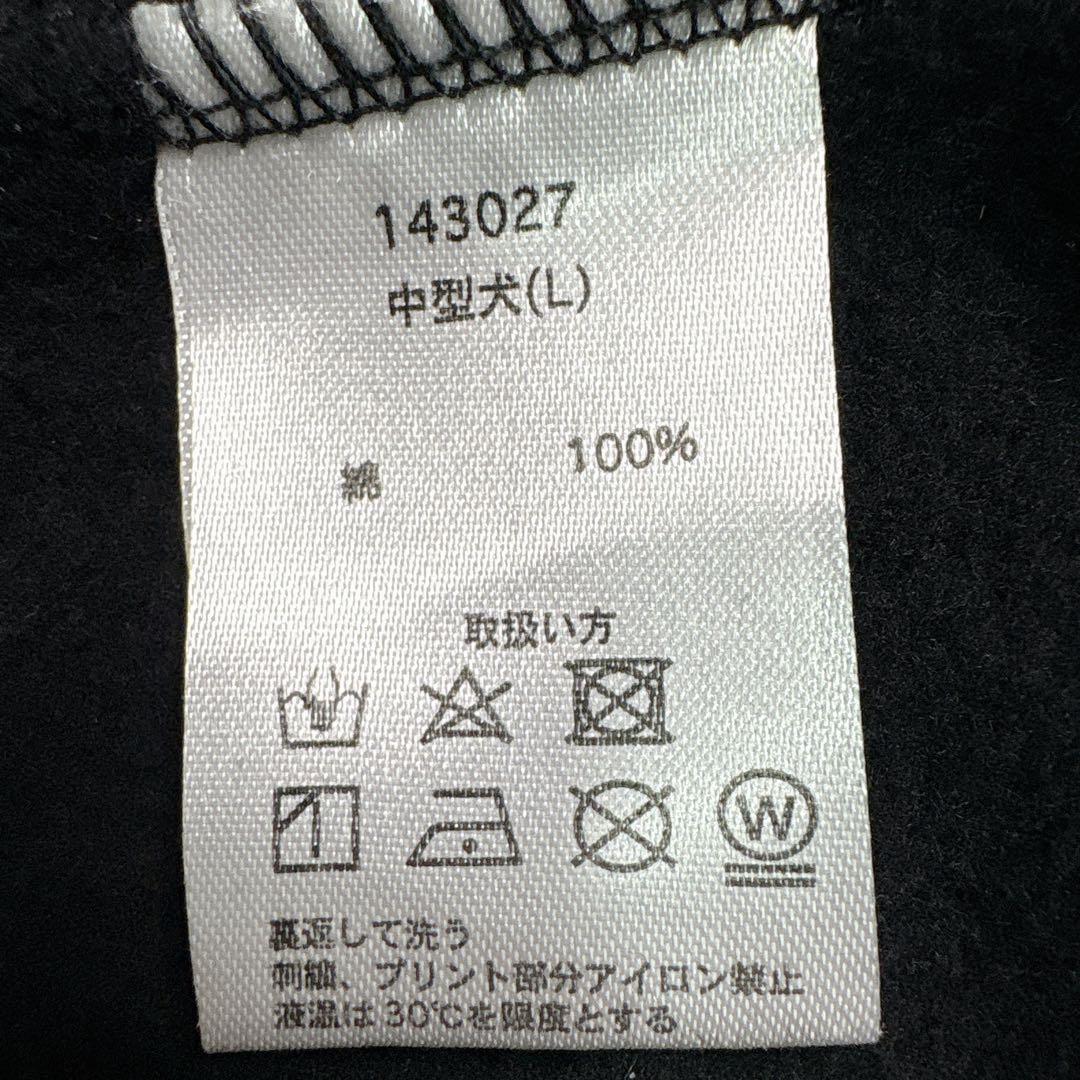 143027
中型犬(L)
綿 100%
取扱い方
W
裏返して洗う
刺繍、プリント部分アイロン禁止
液温は30℃を限度とする